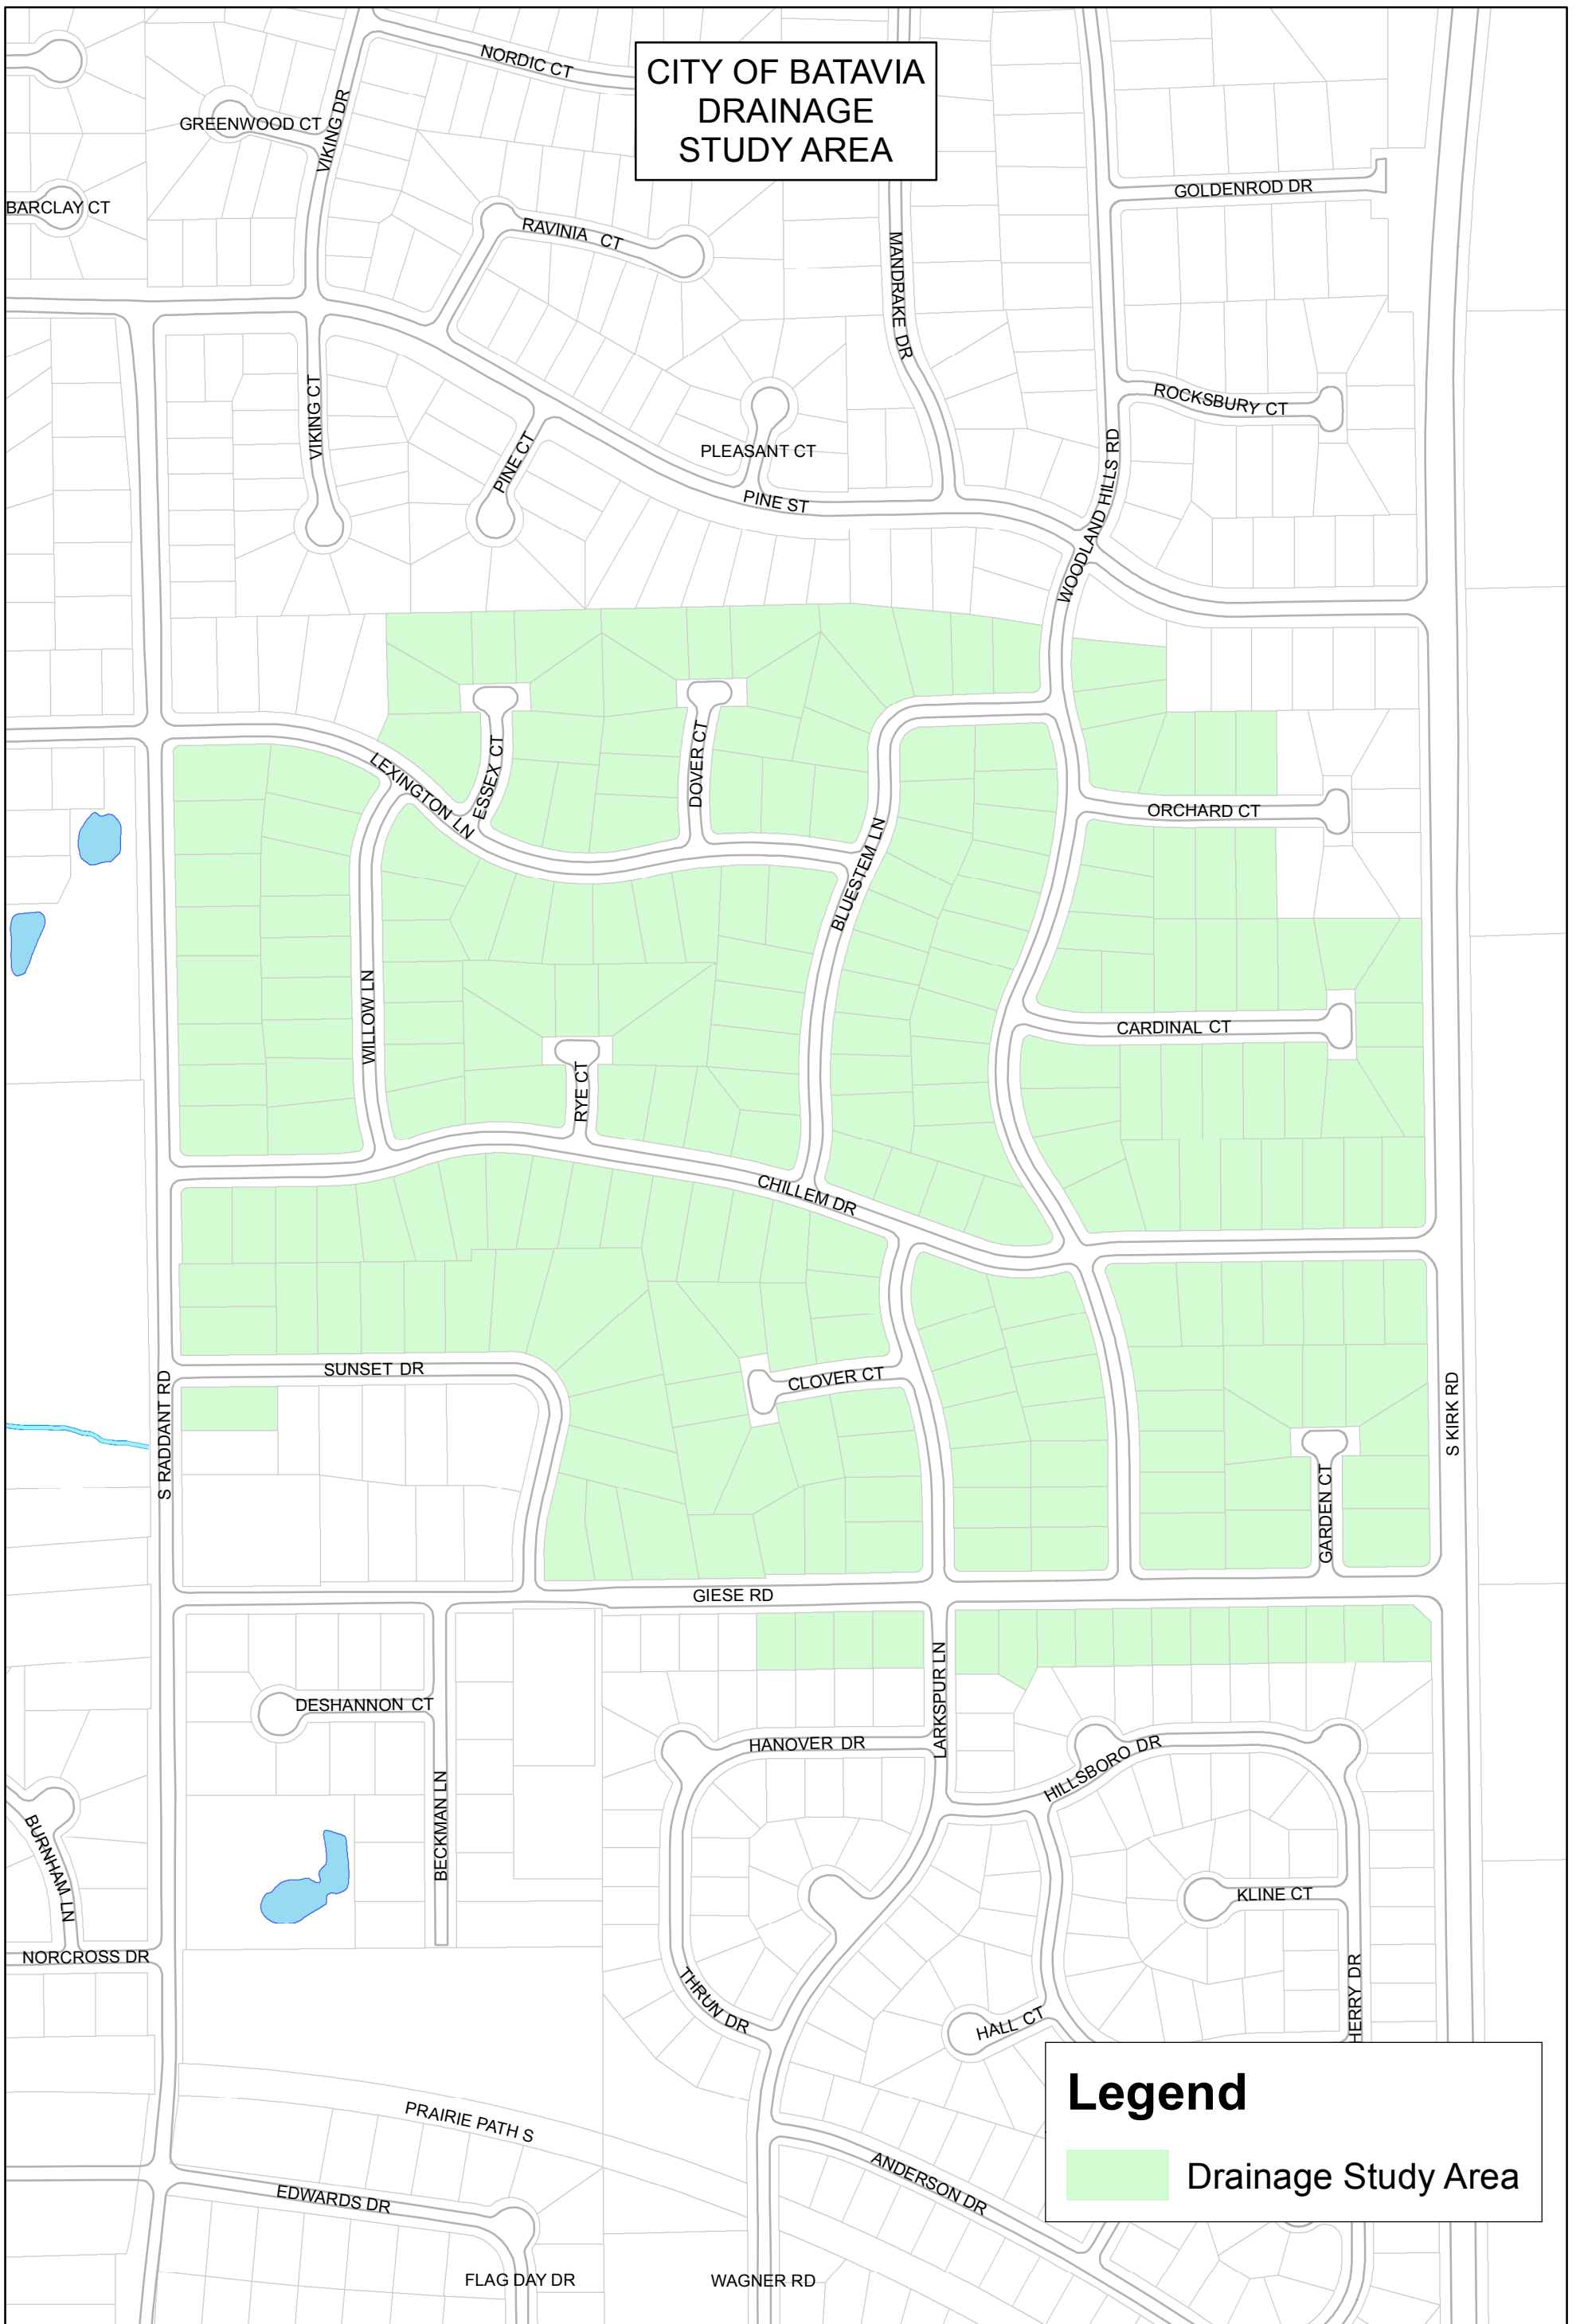 CITY OF BATAVIA
DRAINAGE
STUDY AREA
NORDIC CT
GREENWOOD CT
VIKING DR
BARCLAY CT
RAVINIA CT
MANDRAKE DR
GOLDENROD DR
VIKING CT
PINE CT
PLEASANT CT
PINE ST
ROCKSBURY CT
WOODLAND HILLS RD
LEXINGTON LN
ESSEX CT
DOVER CT
BLUESTEM LN
ORCHARD CT
WILLOW LN
RYE CT
CARDINAL CT
CHILLEM DR
SUNSET DR
CLOVER CT
S RADDANT RD
S KIRK RD
GARDEN CT
GIESE RD
DESHANNON CT
LARKSPUR LN
HANOVER DR
HILLSBORO DR
BECKMAN LN
BURNHAM LN
KLINE CT
NORCROSS DR
THRUN DR
HALL CT
HERRY DR
PRAIRIE PATH S
ANDERSON DR
EDWARDS DR
FLAG DAY DR
WAGNER RD
Legend
Drainage Study Area